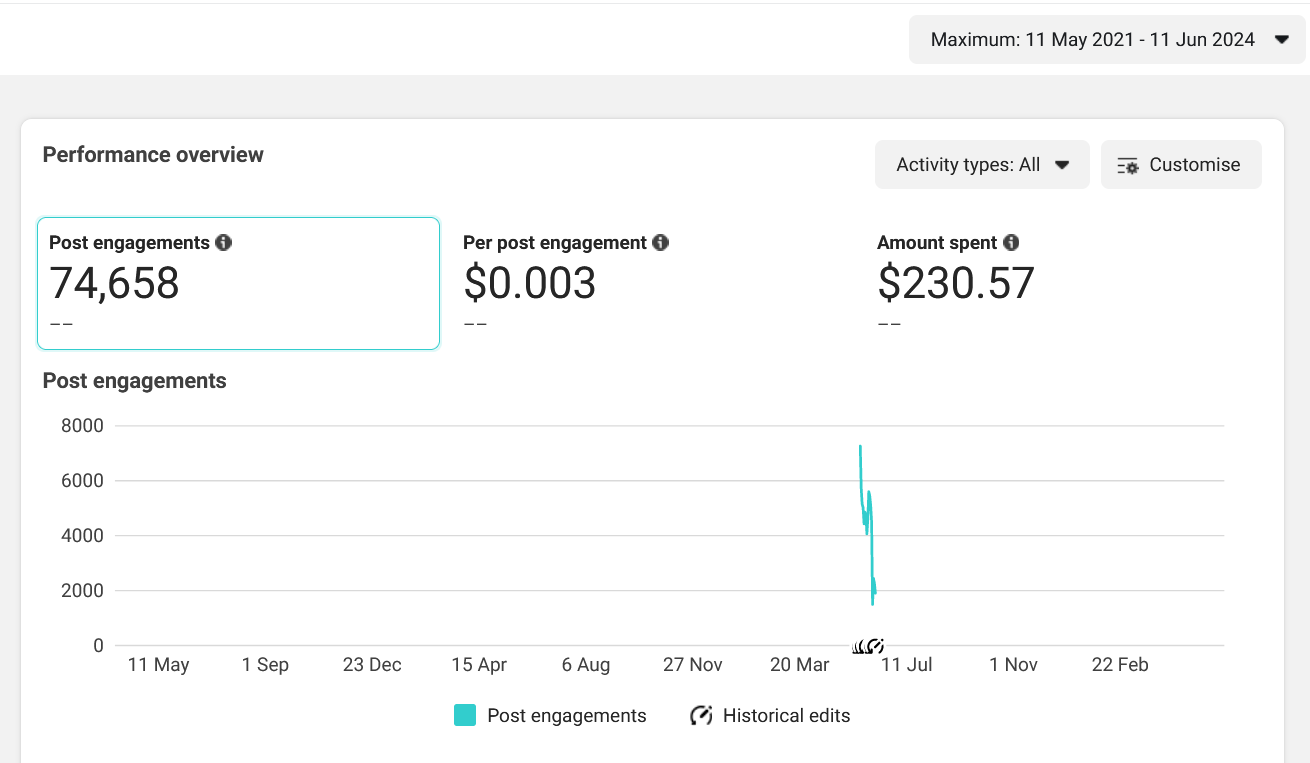 Maximum: 11 May 2021 - 11 Jun 2024
Performance overview
Activity types: All
Customise
Post engagements
74,658
––
Per post engagement
$0.003
––
Amount spent
$230.57
––
Post engagements
8000
6000
4000
2000
0
11 May 1 Sep 23 Dec 15 Apr 6 Aug 27 Nov 20 Mar 11 Jul 1 Nov 22 Feb
Post engagements Historical edits